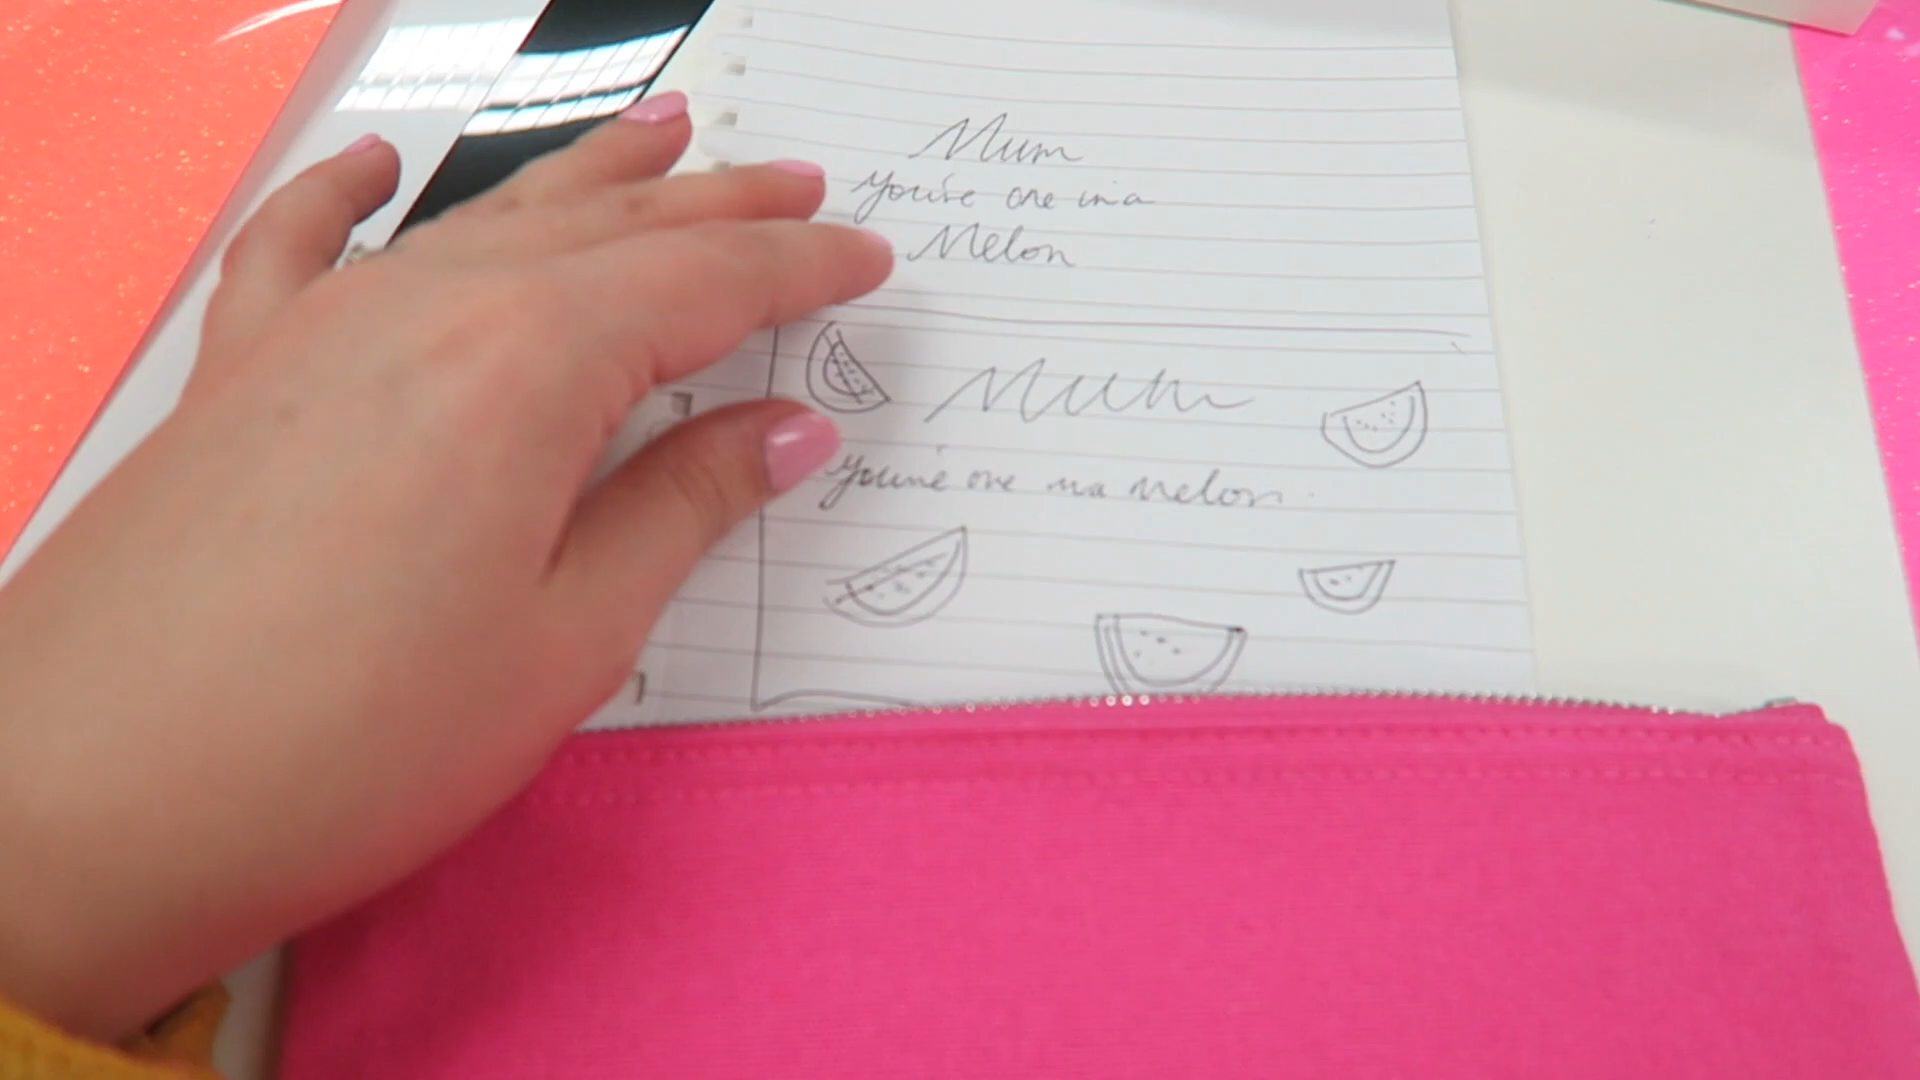 Mum
You're one in a
Melon
Mum
You're one in a melon.